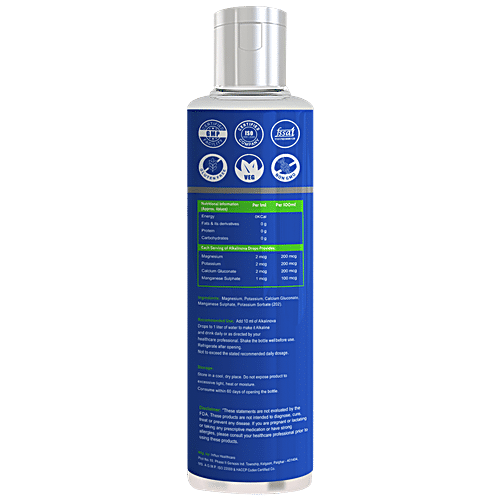 CERTIFIED GMP
CERTIFIED ISO COMPANY
fssai
GLUTEN FREE
VEG
NON GMO
Nutritional Information
(Approx. Values) Per 1ml Per 100ml
Energy 0KCal
Fats & its derivatives 0 g
Protein 0 g
Carbohydrates 0 g
Each Serving of Alkalnova Drops Provides:
Magnesium 2 mcg 200 mcg
Potassium 2 mcg 200 mcg
Calcium Gluconate 2 mcg 200 mcg
Manganese Sulphate 1 mcg 100 mcg
Ingredients: Magnesium, Potassium, Calcium Gluconate,
Manganese Sulphate, Potassium Sorbate (202).
Recommended Use: Add 10 ml of Alkalnova
Drops to 1 liter of water to make it Alkaline
and drink daily or as directed by your
healthcare professional. Shake the bottle well before use.
Refrigerate after opening.
Not to exceed the stated recommended daily dosage.
Storage:
Store in a cool, dry place. Do not expose product to
excessive light, heat or moisture.
Consume within 60 days of opening the bottle.
Disclaimer: "These statements are not evaluated by the
FDA. These products are not intended to diagnose, cure,
treat or prevent any disease. If you are pregnant or lactating
or taking any prescriptive medication or have strong
allergies, please consult your healthcare professional prior to
using these products.
Healthcare